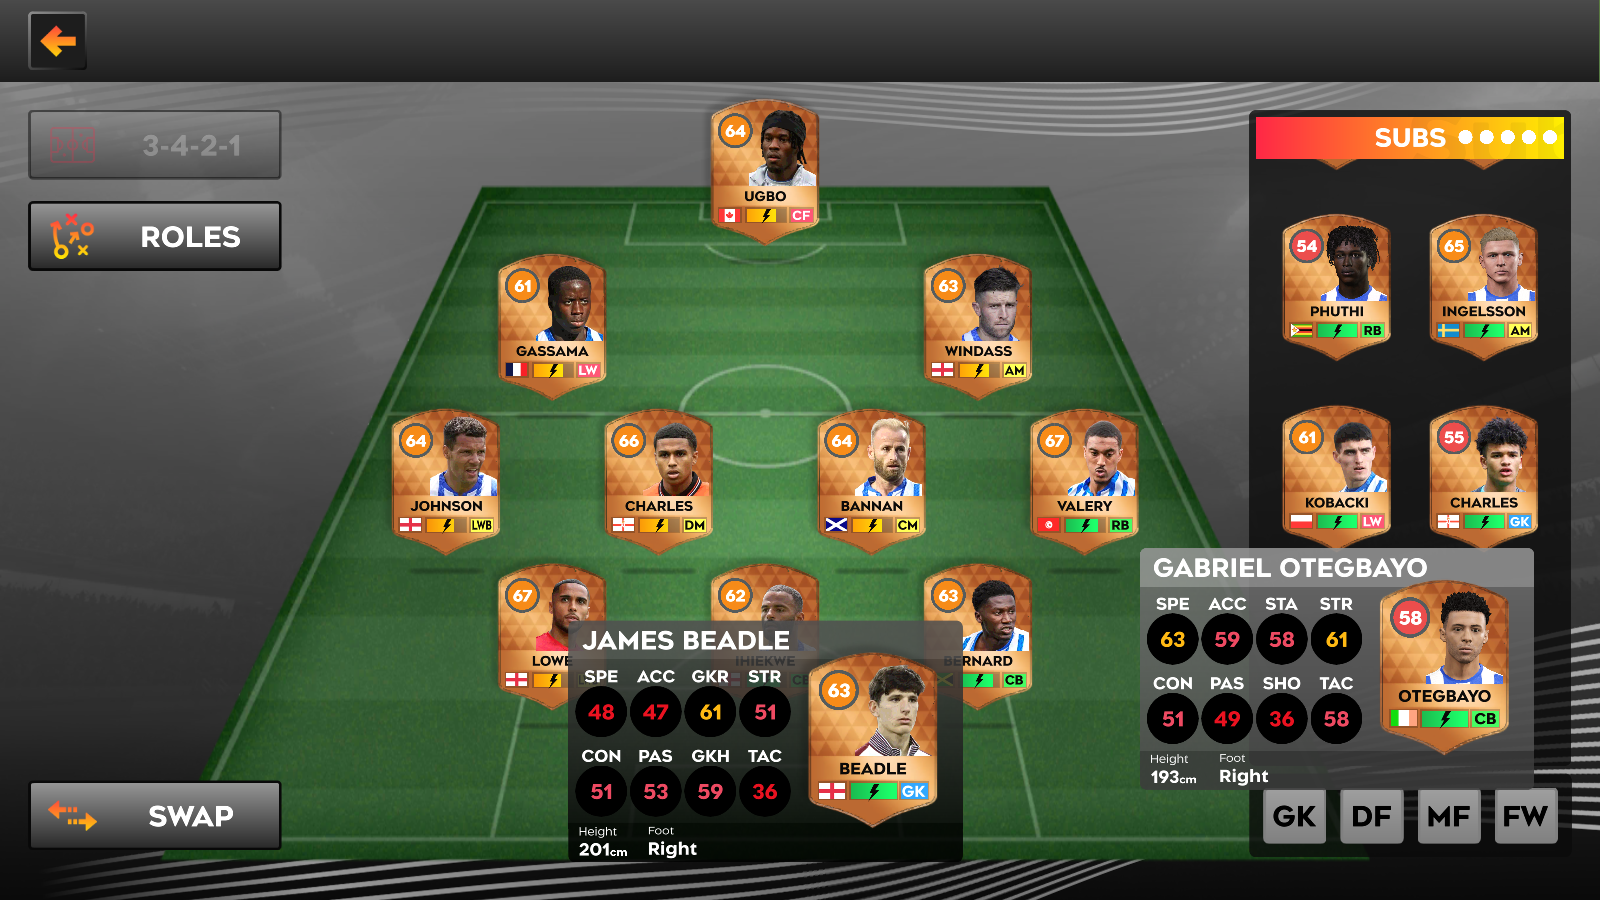 3-4-2-1
ROLES
SWAP
64
UGBO
CF
61
GASSAMA
LW
63
WINDASS
AM
64
JOHNSON
LWB
66
CHARLES
DM
64
BANNAN
CM
67
VALERY
RB
67
LOWE
62
IHIEKWE
63
BERNARD
CB
JAMES BEADLE
SPE ACC GKR STR
48 47 61 51
CON PAS GKH TAC
51 53 59 36
Height Foot
201cm Right
63
BEADLE
GK
SUBS
54
PHUTHI
RB
65
INGELSSON
AM
61
KOBACKI
LW
55
CHARLES
GK
GABRIEL OTEGBAYO
SPE ACC STA STR
63 59 58 61
CON PAS SHO TAC
51 49 36 58
Height Foot
193cm Right
58
OTEGBAYO
CB
GK DF MF FW